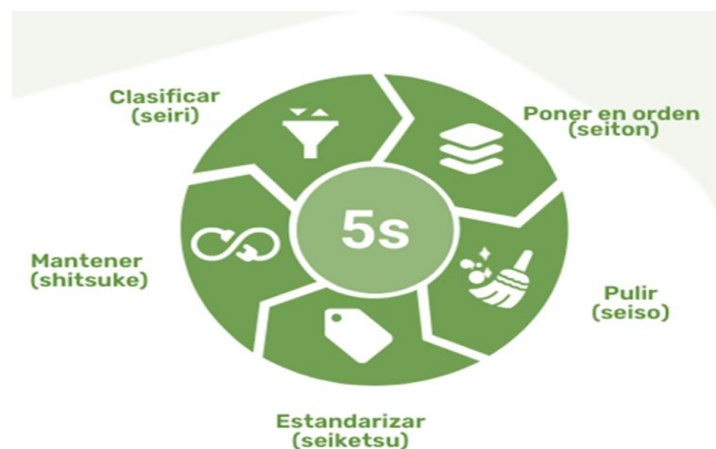 Clasificar
(seiri)
Poner en orden
(seiton)
5s
Mantener
(shitsuke)
Pulir
(seiso)
Estandarizar
(seiketsu)